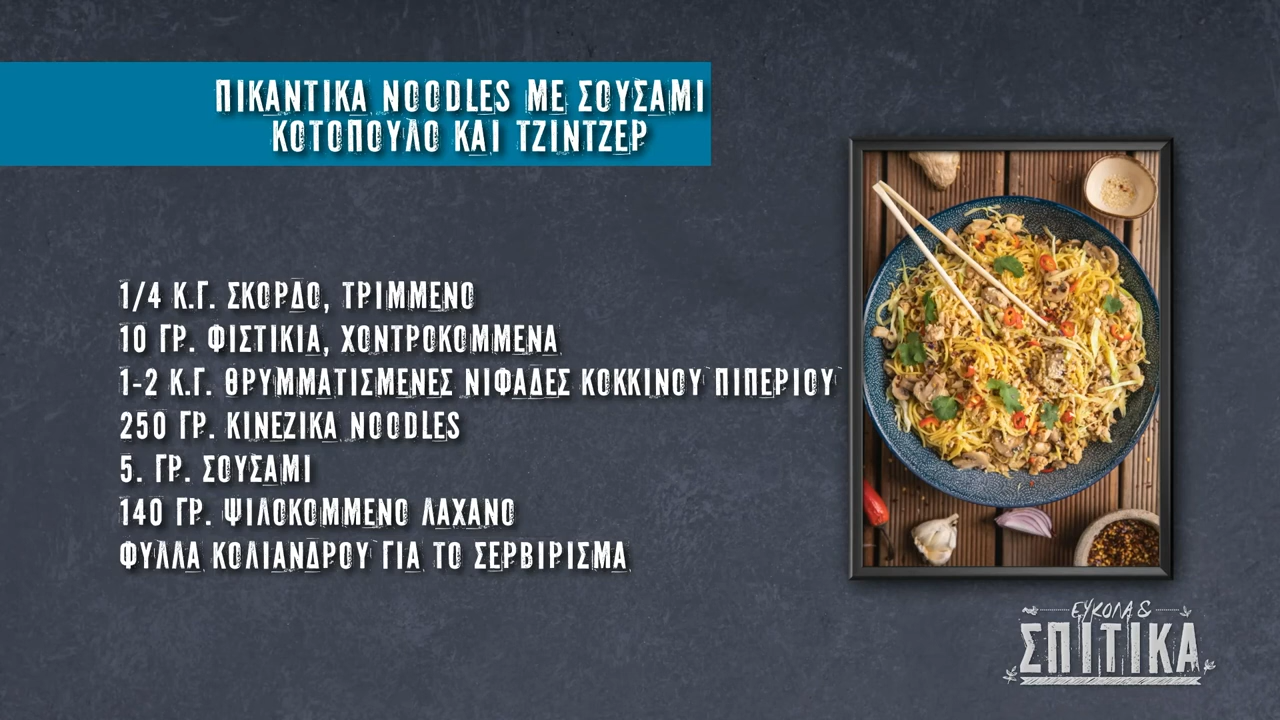 ΠΙΚΑΝΤΙΚΑ NOODLES ΜΕ ΣΟΥΣΑΜΙ
ΚΟΤΟΠΟΥΛΟ ΚΑΙ ΤΖΙΝΤΖΕΡ
1/4 Κ.Γ. ΣΚΟΡΔΟ, ΤΡΙΜΜΕΝΟ
10 ΓΡ. ΦΙΣΤΙΚΙΑ, ΧΟΝΤΡΟΚΟΜΜΕΝΑ
1-2 Κ.Γ. ΘΡΥΜΜΑΤΙΣΜΕΝΕΣ ΝΙΦΑΔΕΣ ΚΟΚΚΙΝΟΥ ΠΙΠΕΡΙΟΥ
250 ΓΡ. ΚΙΝΕΖΙΚΑ NOODLES
5. ΓΡ. ΣΟΥΣΑΜΙ
140 ΓΡ. ΨΙΛΟΚΟΜΜΕΝΟ ΛΑΧΑΝΟ
ΦΥΛΛΑ ΚΟΛΙΑΝΔΡΟΥ ΓΙΑ ΤΟ ΣΕΡΒΙΡΙΣΜΑ
ΕΥΚΟΛΑ &
ΣΠΙΤΙΚΑ